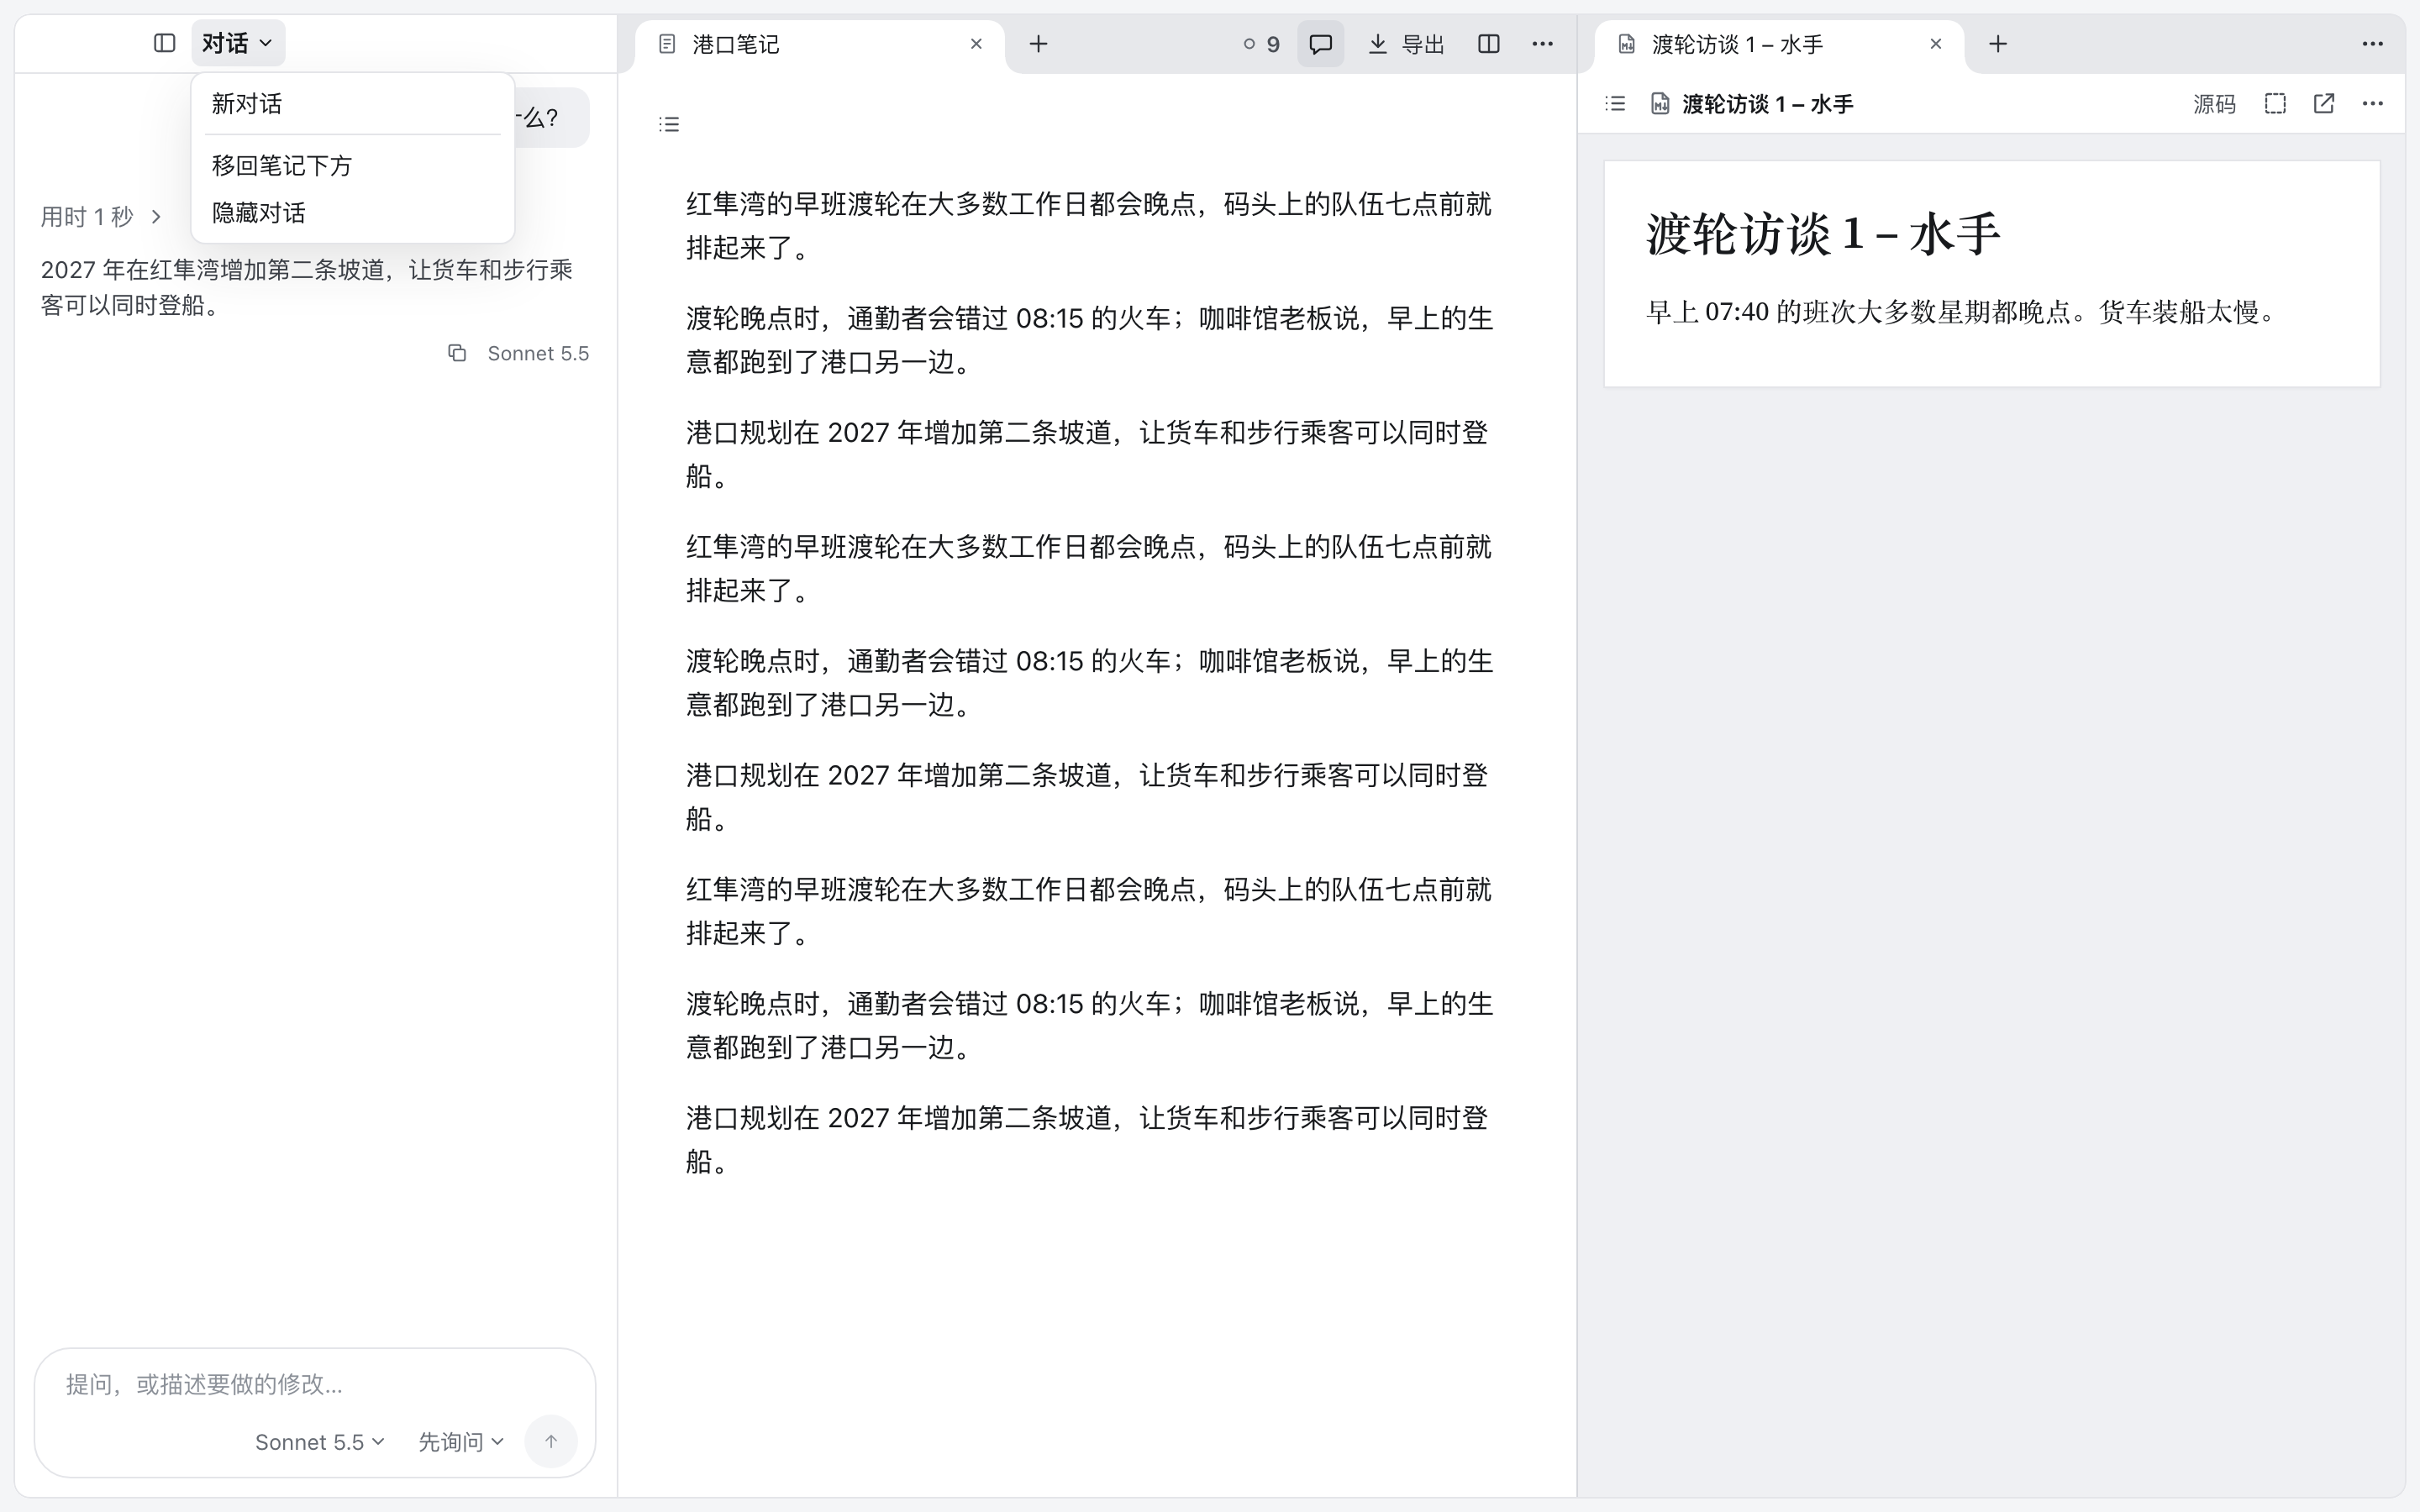 对话
新对话
移回笔记下方
隐藏对话
么?
用时 1 秒
2027 年在红隼湾增加第二条坡道，让货车和步行乘
客可以同时登船。
Sonnet 5.5
提问，或描述要做的修改...
Sonnet 5.5
先询问
港口笔记
9
导出
红隼湾的早班渡轮在大多数工作日都会晚点，码头上的队伍七点前就
排起来了。
渡轮晚点时，通勤者会错过 08:15 的火车；咖啡馆老板说，早上的生
意都跑到了港口另一边。
港口规划在 2027 年增加第二条坡道，让货车和步行乘客可以同时登
船。
红隼湾的早班渡轮在大多数工作日都会晚点，码头上的队伍七点前就
排起来了。
渡轮晚点时，通勤者会错过 08:15 的火车；咖啡馆老板说，早上的生
意都跑到了港口另一边。
港口规划在 2027 年增加第二条坡道，让货车和步行乘客可以同时登
船。
红隼湾的早班渡轮在大多数工作日都会晚点，码头上的队伍七点前就
排起来了。
渡轮晚点时，通勤者会错过 08:15 的火车；咖啡馆老板说，早上的生
意都跑到了港口另一边。
港口规划在 2027 年增加第二条坡道，让货车和步行乘客可以同时登
船。
渡轮访谈 1 – 水手
渡轮访谈 1 – 水手
源码
渡轮访谈 1 – 水手
早上 07:40 的班次大多数星期都晚点。货车装船太慢。